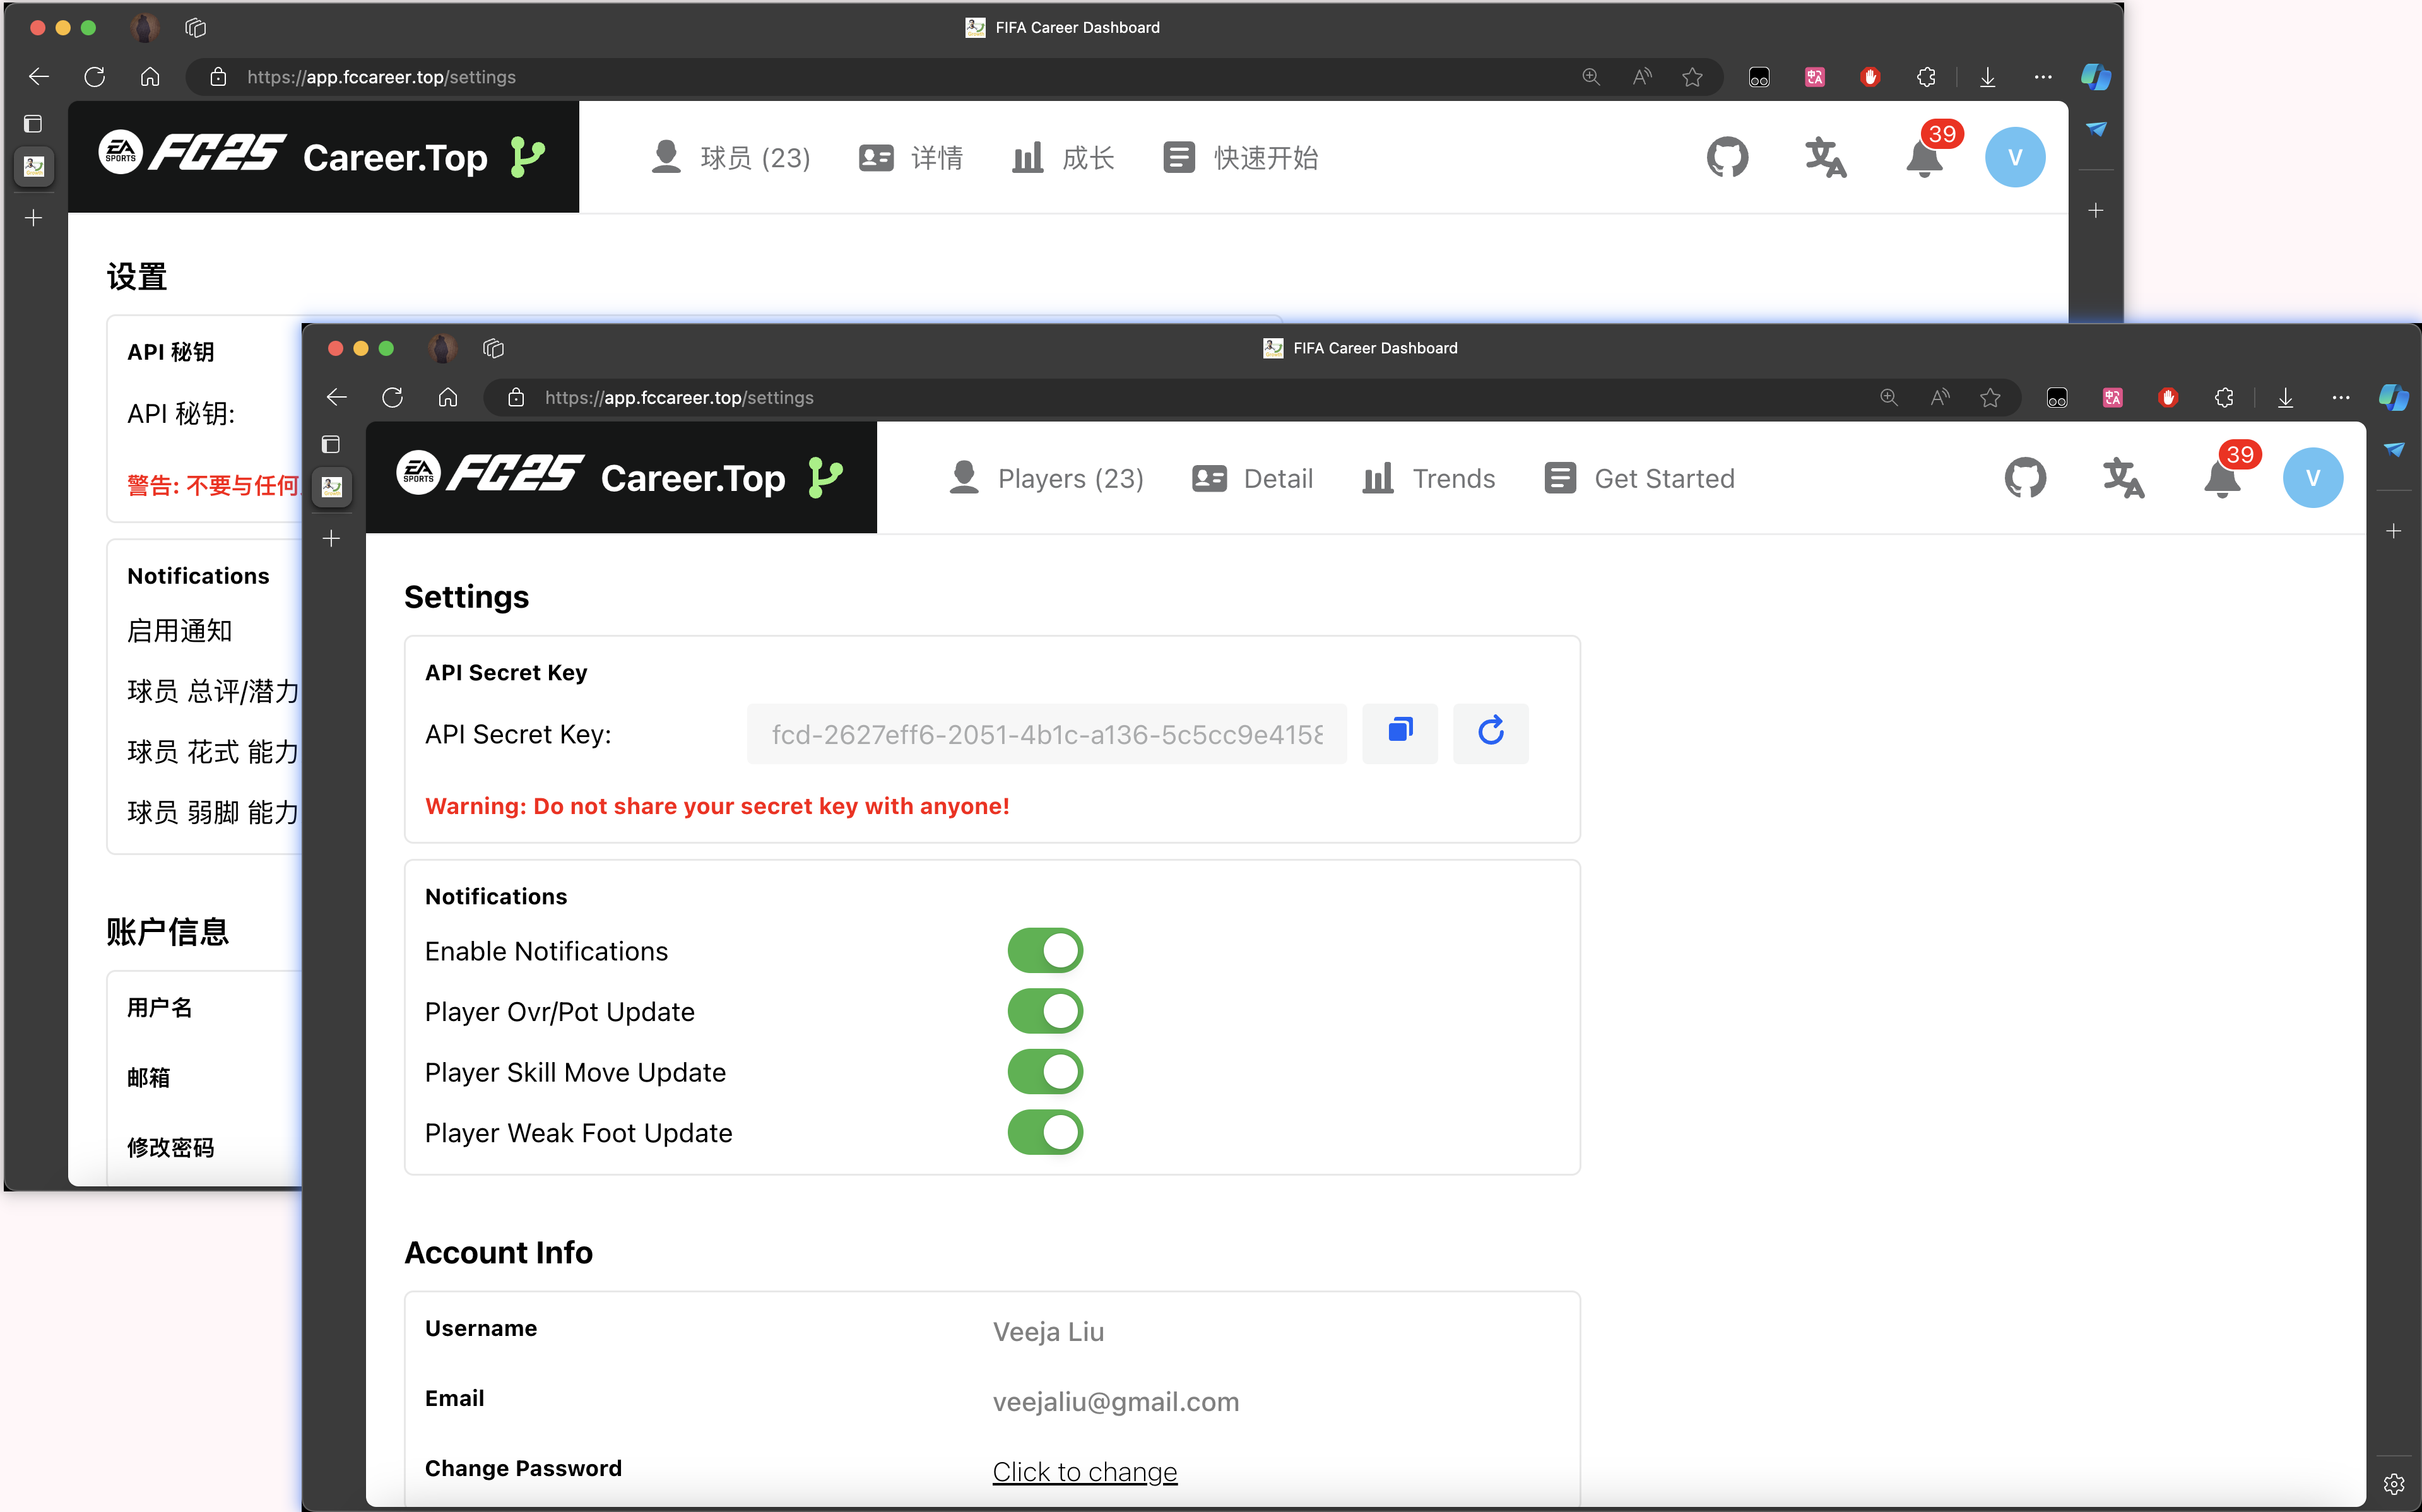 FIFA Career Dashboard
https://app.fccareer.top/settings
EA SPORTS FC25 Career.Top
球员 (23)
详情
成长
快速开始
39
V
设置
API 秘钥
API 秘钥:
警告: 不要与任何
Notifications
启用通知
球员 总评/潜力
球员 花式 能力
球员 弱脚 能力
账户信息
用户名
邮箱
修改密码
FIFA Career Dashboard
https://app.fccareer.top/settings
EA SPORTS FC25 Career.Top
Players (23)
Detail
Trends
Get Started
39
V
Settings
API Secret Key
API Secret Key:
fcd-2627eff6-2051-4b1c-a136-5c5cc9e4158
Warning: Do not share your secret key with anyone!
Notifications
Enable Notifications
Player Ovr/Pot Update
Player Skill Move Update
Player Weak Foot Update
Account Info
Username
Veeja Liu
Email
veejaliu@gmail.com
Change Password
Click to change